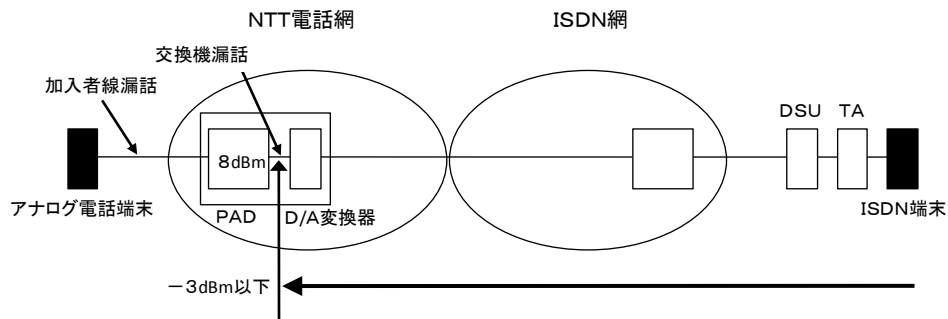 NTT電話網
ISDN網
交換機漏話
加入者線漏話
DSU
TA
8dBm
アナログ電話端末
PAD
D/A変換器
ISDN端末
－3dBm以下